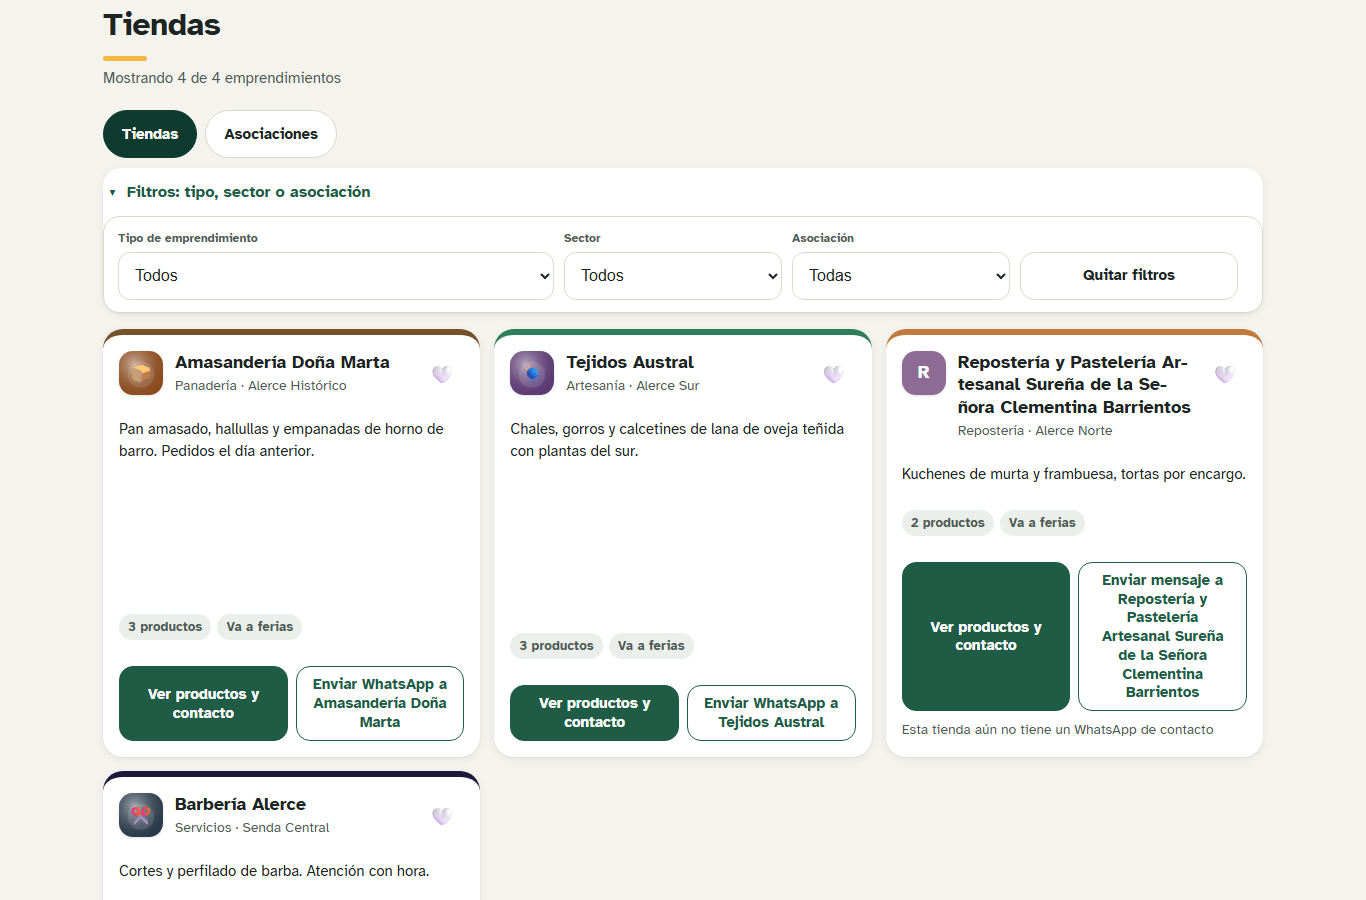 Tiendas
Mostrando 4 de 4 emprendimientos
Tiendas
Asociaciones
▾ Filtros: tipo, sector o asociación
Tipo de emprendimiento
Sector
Asociación
Todos
Todos
Todas
Quitar filtros
Amasandería Doña Marta
Panadería · Alerce Histórico
Pan amasado, hallullas y empanadas de horno de
barro. Pedidos el día anterior.
3 productos
Va a ferias
Ver productos y
contacto
Enviar WhatsApp a
Amasandería Doña
Marta
Tejidos Austral
Artesanía · Alerce Sur
Chales, gorros y calcetines de lana de oveja teñida
con plantas del sur.
3 productos
Va a ferias
Ver productos y
contacto
Enviar WhatsApp a
Tejidos Austral
R
Repostería y Pastelería Ar-
tesanal Sureña de la Se-
ñora Clementina Barrientos
Repostería · Alerce Norte
Kuchenes de murta y frambuesa, tortas por encargo.
2 productos
Va a ferias
Ver productos y
contacto
Enviar mensaje a
Repostería y
Pastelería
Artesanal Sureña
de la Señora
Clementina
Barrientos
Esta tienda aún no tiene un WhatsApp de contacto
Barbería Alerce
Servicios · Senda Central
Cortes y perfilado de barba. Atención con hora.